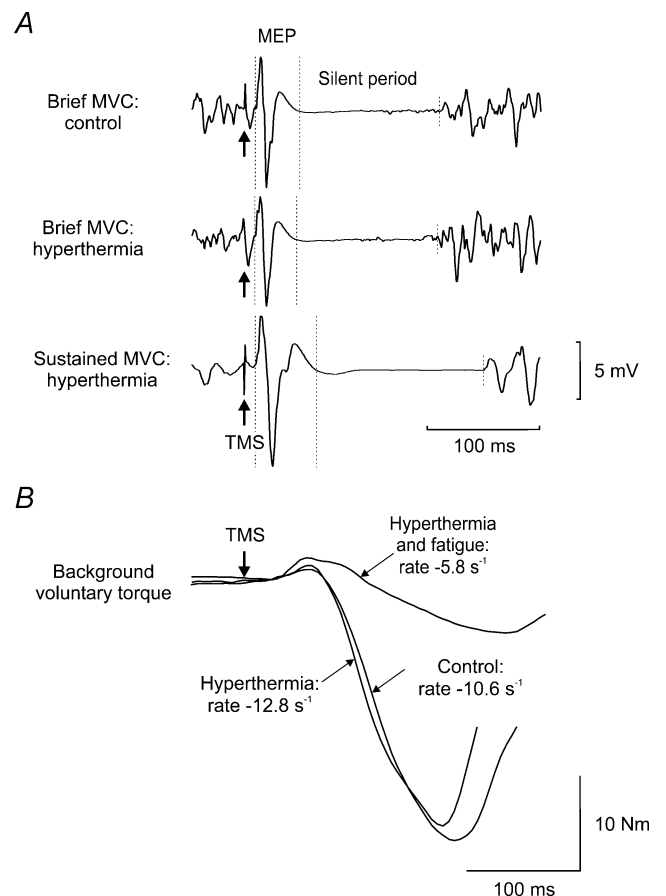 A
MEP
Silent period
Brief MVC:
control
Brief MVC:
hyperthermia
Sustained MVC:
hyperthermia
5 mV
TMS
100 ms
B
TMS
Hyperthermia
and fatigue:
rate -5.8 s⁻¹
Background
voluntary torque
Hyperthermia:
rate -12.8 s⁻¹
Control:
rate -10.6 s⁻¹
10 Nm
100 ms